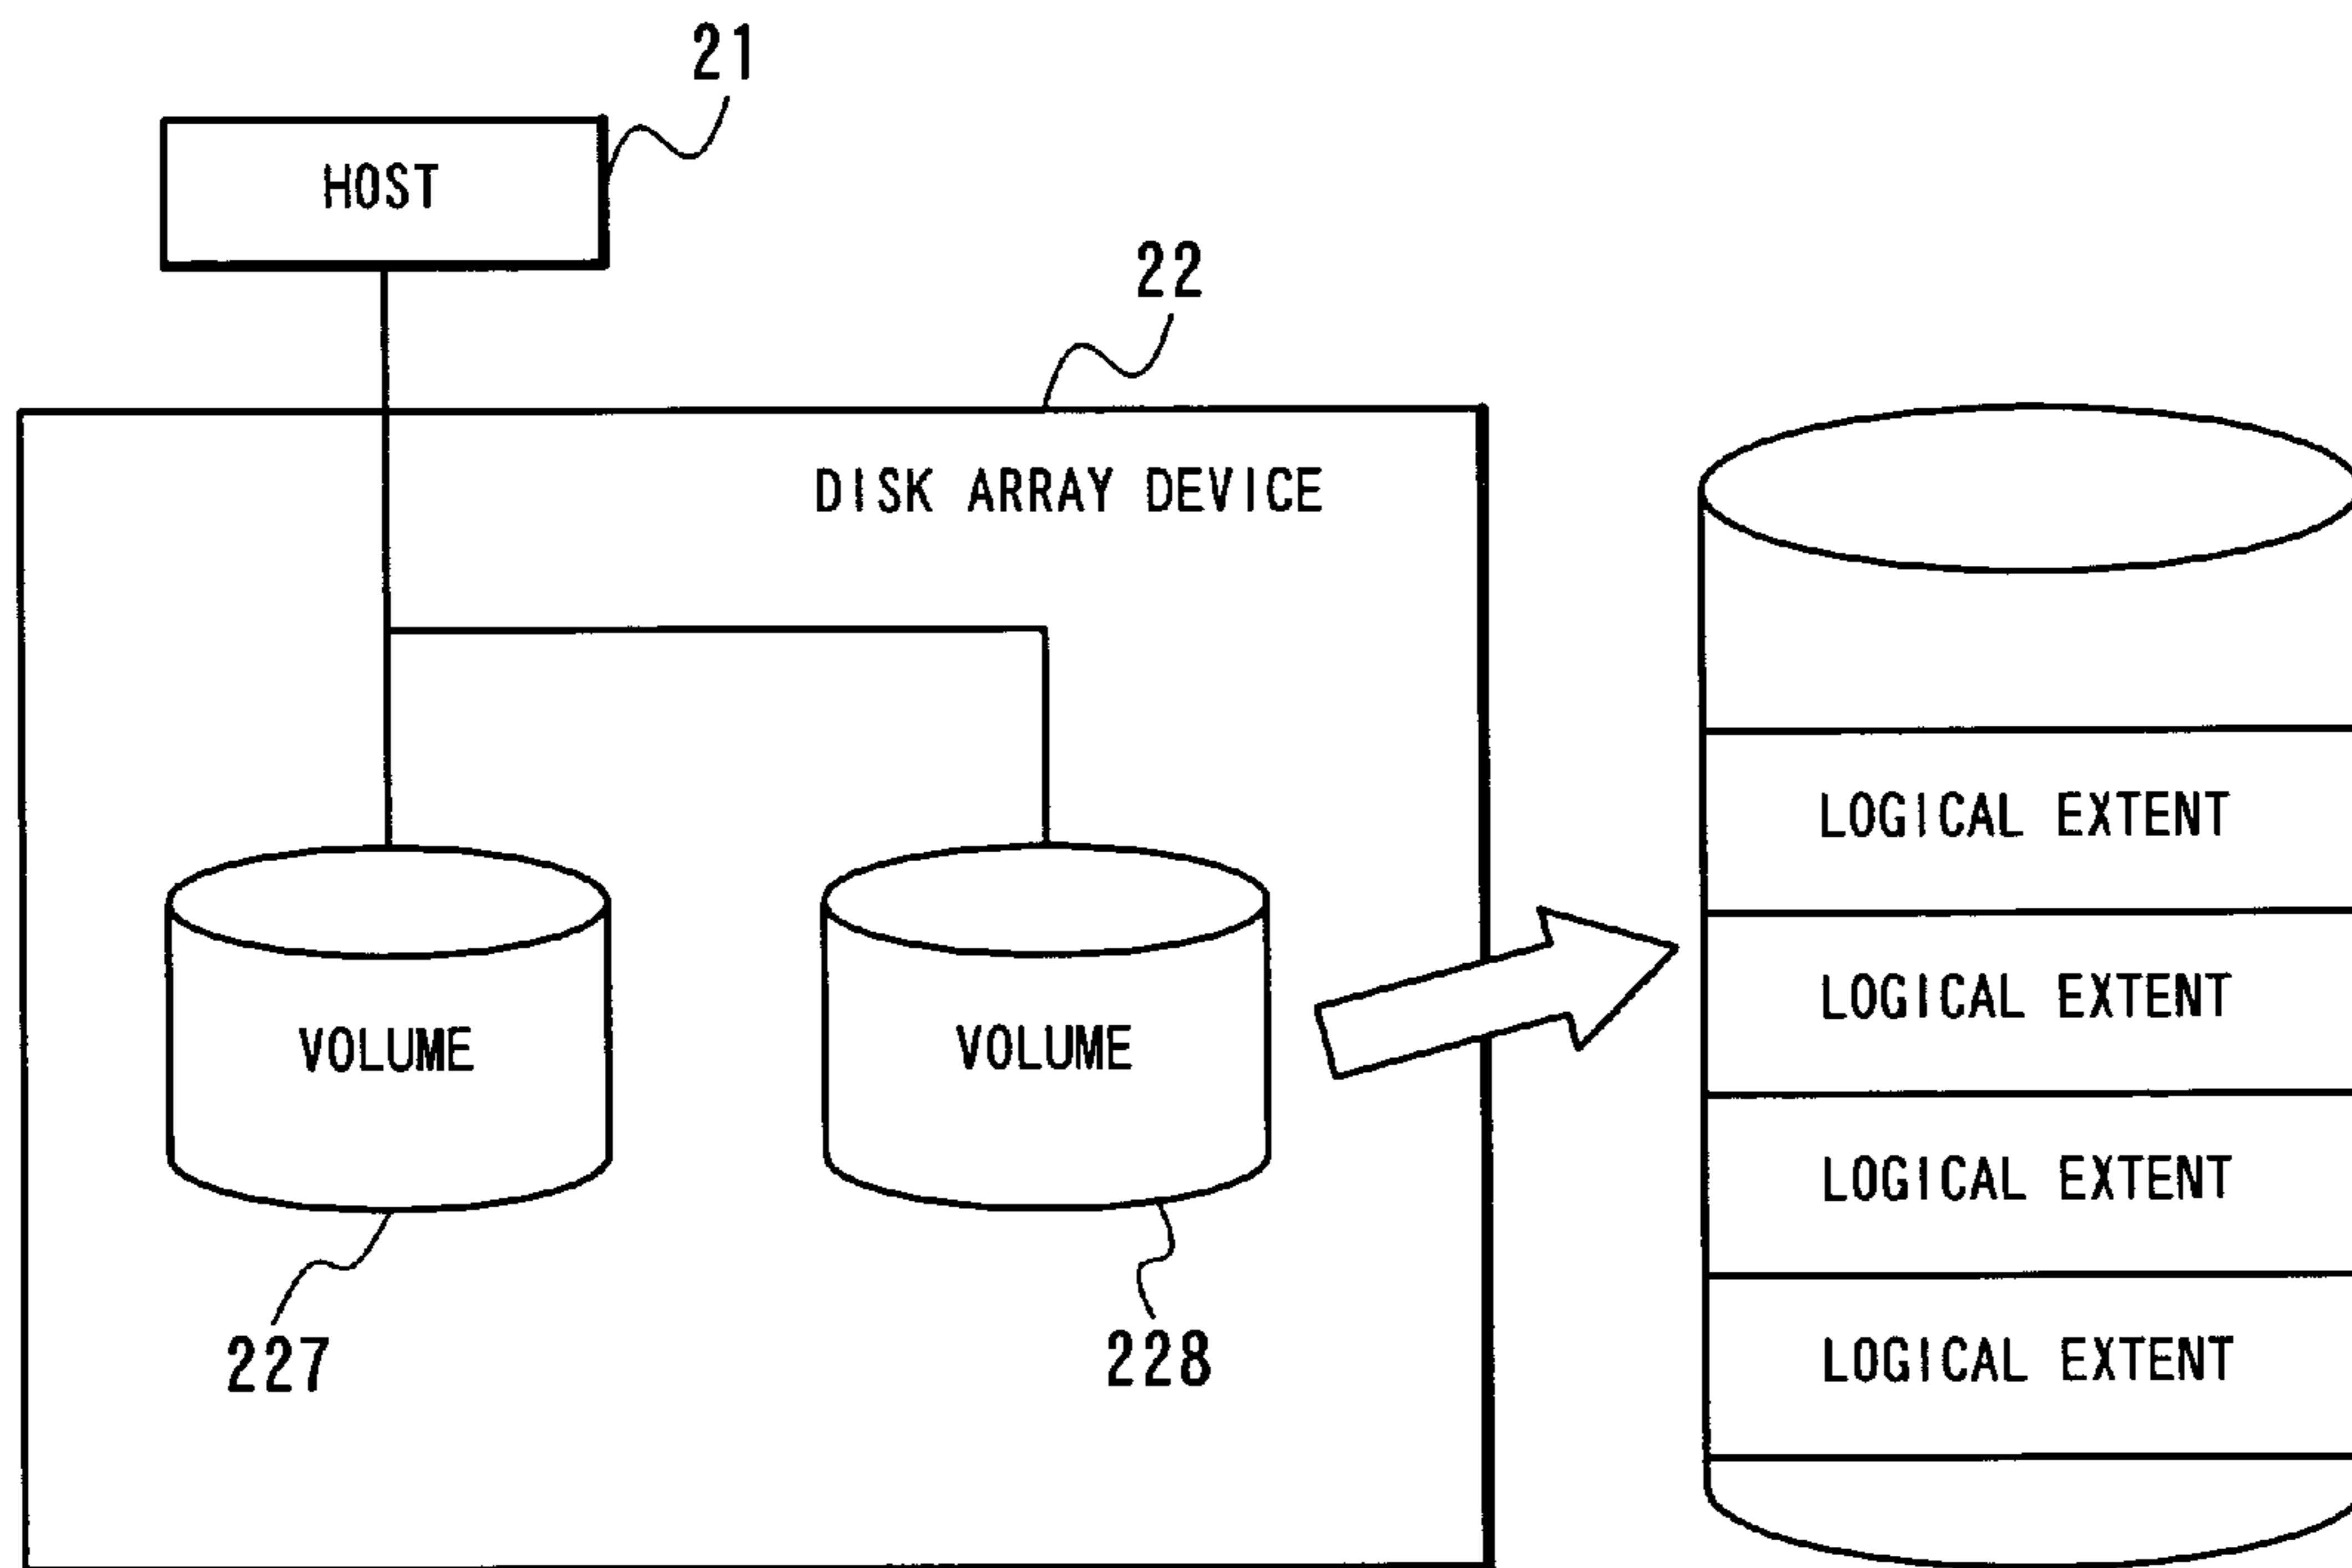 21
HOST
22
DISK ARRAY DEVICE
LOGICAL EXTENT
LOGICAL EXTENT
VOLUME
VOLUME
LOGICAL EXTENT
LOGICAL EXTENT
227
228